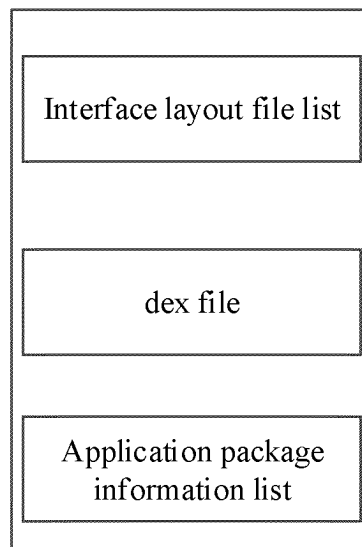 Interface layout file list
dex file
Application package
information list